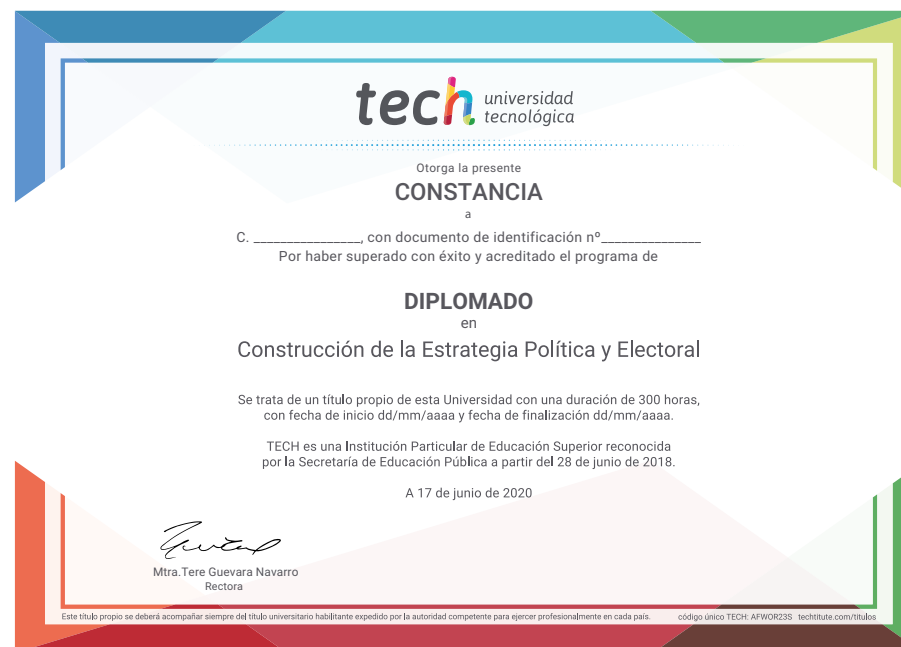 tech universidad
tecnológica
Otorga la presente
CONSTANCIA
a
C. ________________, con documento de identificación nº_______________
Por haber superado con éxito y acreditado el programa de
DIPLOMADO
en
Construcción de la Estrategia Política y Electoral
Se trata de un título propio de esta Universidad con una duración de 300 horas,
con fecha de inicio dd/mm/aaaa y fecha de finalización dd/mm/aaaa.
TECH es una Institución Particular de Educación Superior reconocida
por la Secretaría de Educación Pública a partir del 28 de junio de 2018.
A 17 de junio de 2020
Mtra.Tere Guevara Navarro
Rectora
Este título propio se deberá acompañar siempre del título universitario habilitante expedido por la autoridad competente para ejercer profesionalmente en cada país. código único TECH: AFWOR23S techtitute.com/titulos